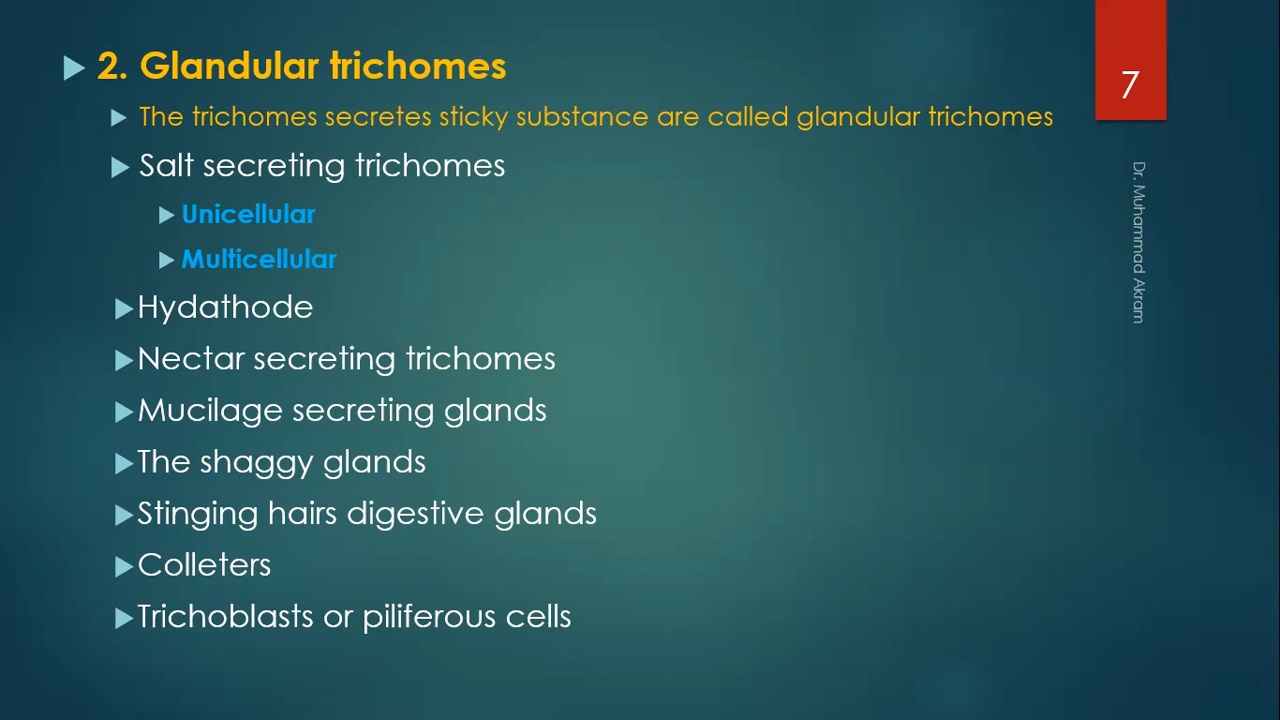 2. Glandular trichomes
The trichomes secretes sticky substance are called glandular trichomes
Salt secreting trichomes
Unicellular
Multicellular
Hydathode
Nectar secreting trichomes
Mucilage secreting glands
The shaggy glands
Stinging hairs digestive glands
Colleters
Trichoblasts or piliferous cells
7
Dr. Muhammad Akram